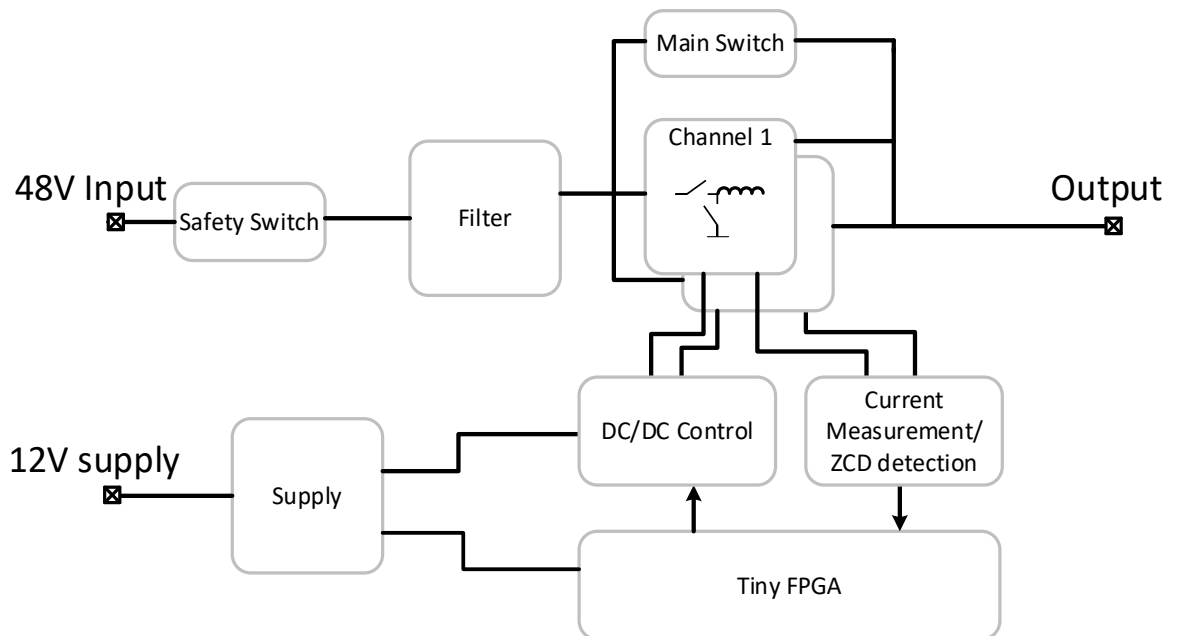 Main Switch
Channel 1
48V Input
Safety Switch
Filter
Output
DC/DC Control
Current
Measurement/
ZCD detection
12V supply
Supply
Tiny FPGA